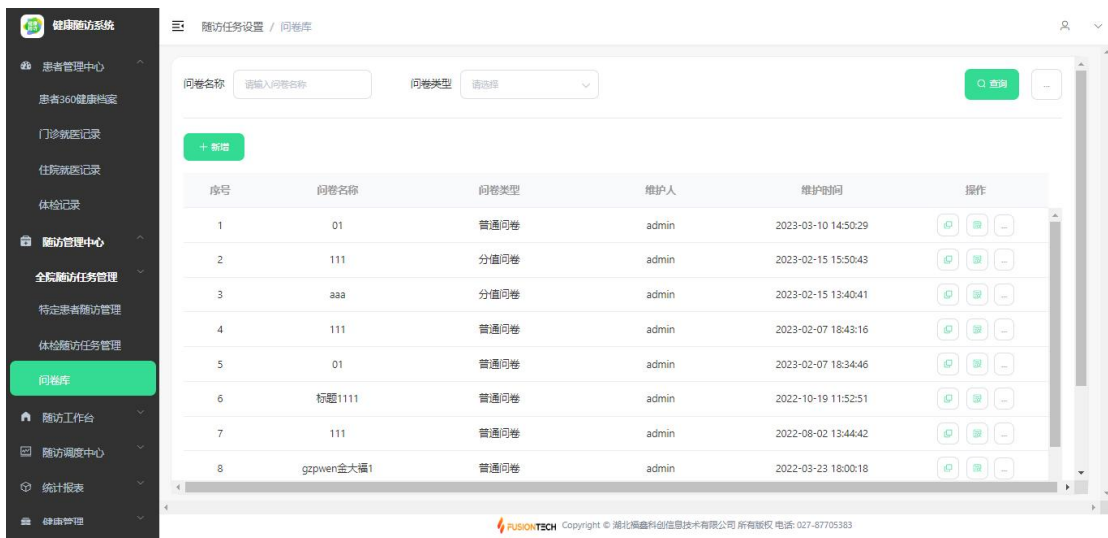 健康随访系统
随访任务设置 / 问卷库
患者管理中心
患者360健康档案
门诊就医记录
住院就医记录
体检记录
随访管理中心
全院随访任务管理
特定患者随访管理
体检随访任务管理
问卷库
随访工作台
随访调度中心
统计报表
健康管理
问卷名称 请输入问卷名称 问卷类型 请选择 查询 ...
+ 新增
序号 问卷名称 问卷类型 维护人 维护时间 操作
1 01 普通问卷 admin 2023-03-10 14:50:29 ...
2 111 分值问卷 admin 2023-02-15 15:50:43 ...
3 aaa 分值问卷 admin 2023-02-15 13:40:41 ...
4 111 普通问卷 admin 2023-02-07 18:43:16 ...
5 01 普通问卷 admin 2023-02-07 18:34:46 ...
6 标题1111 普通问卷 admin 2022-10-19 11:52:51 ...
7 111 普通问卷 admin 2022-08-02 13:44:42 ...
8 gzpwen金大福1 普通问卷 admin 2022-03-23 18:00:18 ...
FUSIONTECH Copyright © 湖北福鑫科创信息技术有限公司 所有版权 电话: 027-87705383